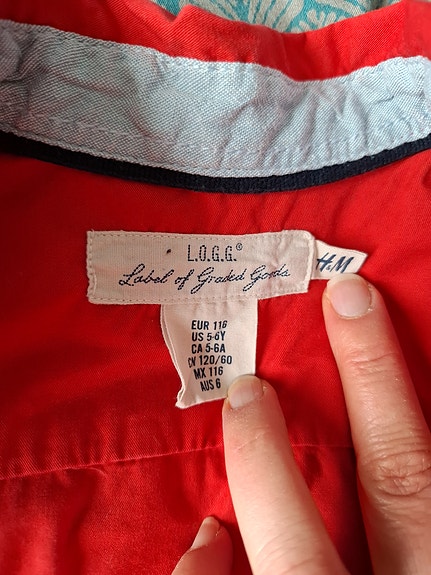 L.O.G.G.®
Label of Graded Goods
H&M
EUR 116
US 5-6Y
CA 5-6A
CN 120/60
MX 116
AUS 6